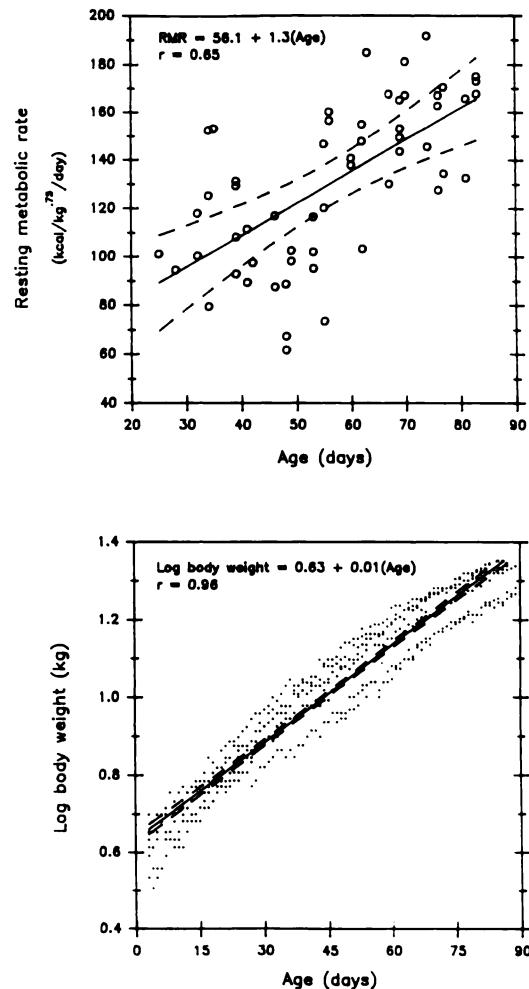 RMR = 56.1 + 1.3(Age)
r = 0.65
200
180
160
140
120
100
80
60
40
Resting metabolic rate
(kcal/kg.75/day)
20 30 40 50 60 70 80 90
Age (days)
Log body weight = 0.63 + 0.01(Age)
r = 0.96
1.4
1.2
1.0
0.8
0.6
0.4
Log body weight (kg)
0 15 30 45 60 75 90
Age (days)